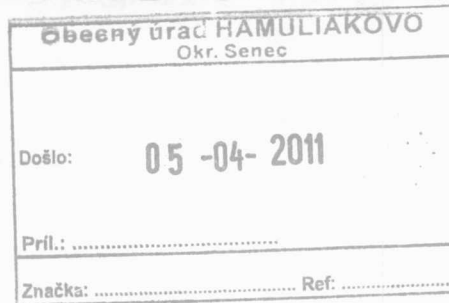 Obecný úrad HAMULIAKOVO
Okr. Senec
Došlo: 05 -04- 2011
Príl.: ..........................................
Značka: .............................. Ref: ......................